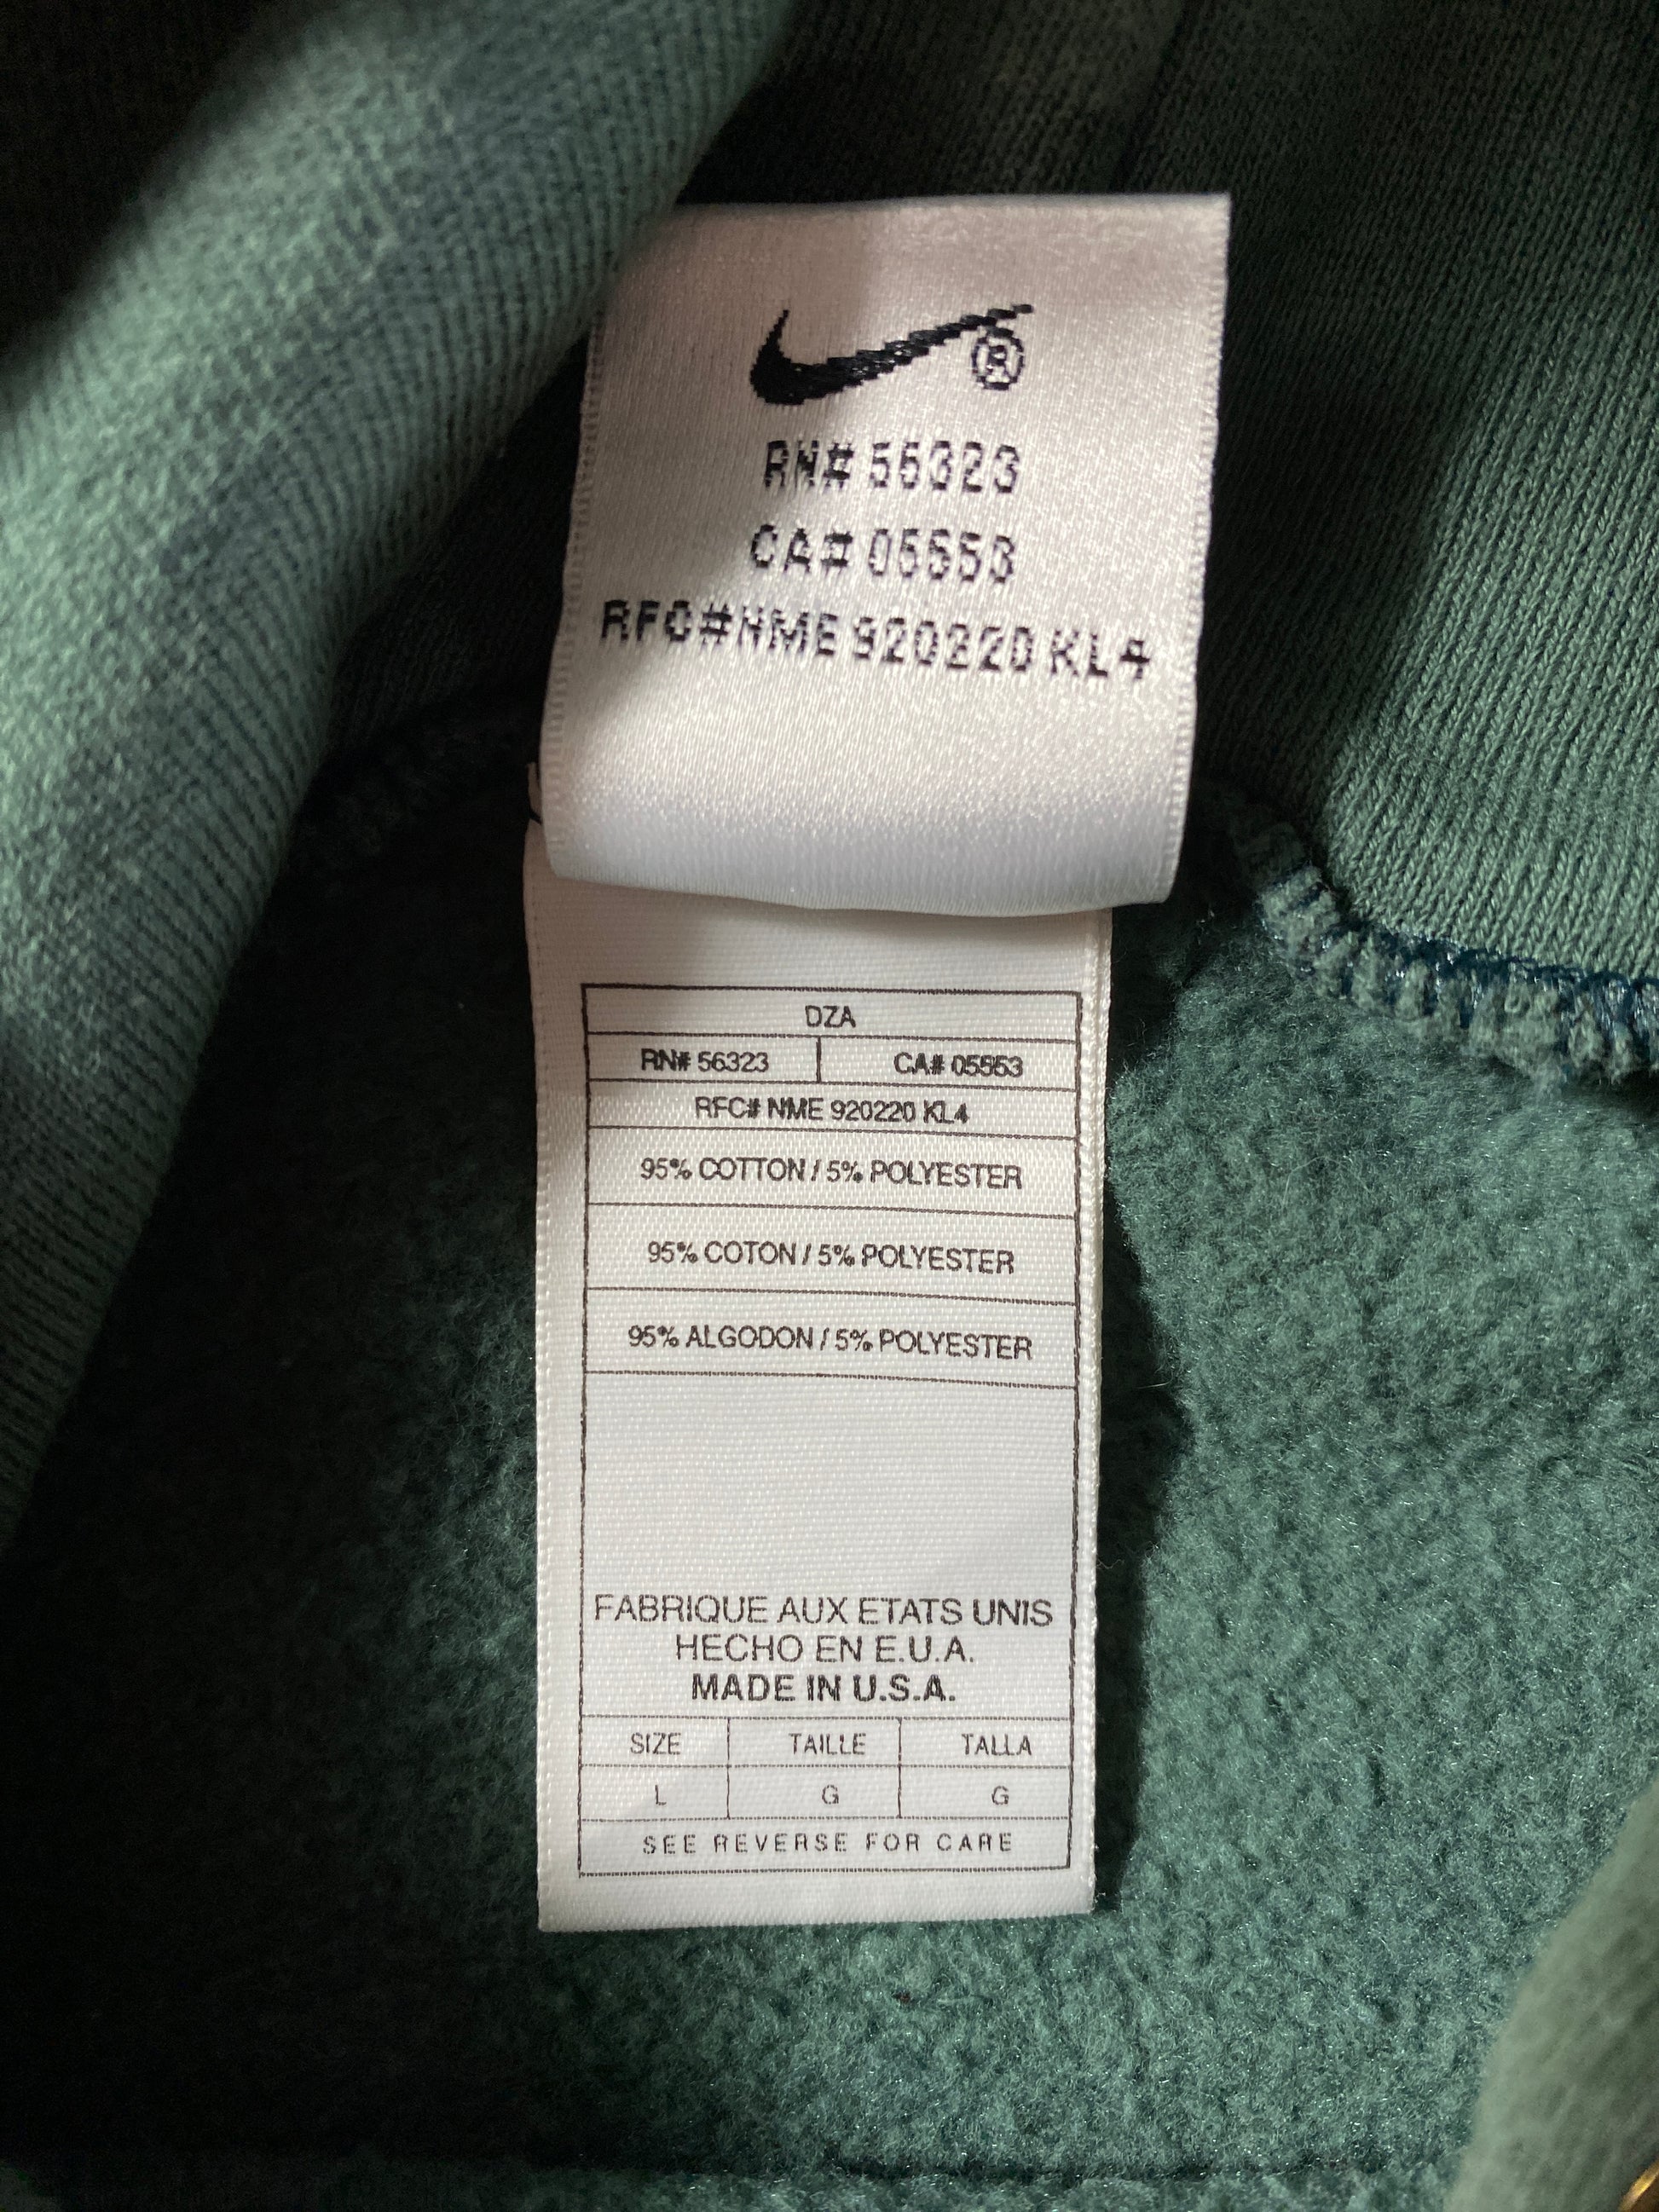 ®
RN# 56323
CA# 05553
RFC#NME 920220 KL4
DZA
RN# 56323 CA# 05553
RFC# NME 920220 KL4
95% COTTON / 5% POLYESTER
95% COTON / 5% POLYESTER
95% ALGODON / 5% POLYESTER
FABRIQUE AUX ETATS UNIS
HECHO EN E.U.A.
MADE IN U.S.A.
SIZE TAILLE TALLA
L G G
SEE REVERSE FOR CARE